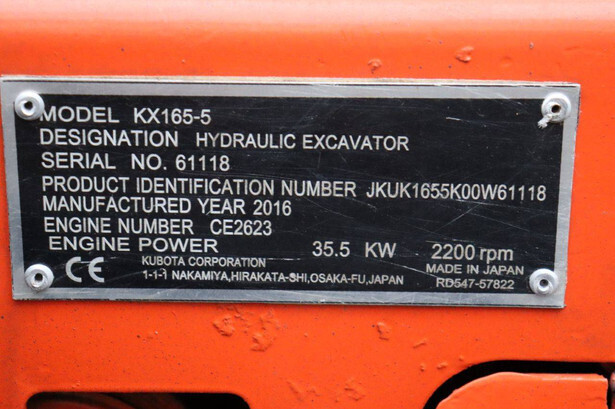 MODEL KX165-5
DESIGNATION HYDRAULIC EXCAVATOR
SERIAL NO. 61118
PRODUCT IDENTIFICATION NUMBER JKUK1655K00W61118
MANUFACTURED YEAR 2016
ENGINE NUMBER CE2623
ENGINE POWER 35.5 KW 2200 rpm
CE KUBOTA CORPORATION MADE IN JAPAN
1-1-1 NAKAMIYA,HIRAKATA-SHI,OSAKA-FU,JAPAN RD547-57822